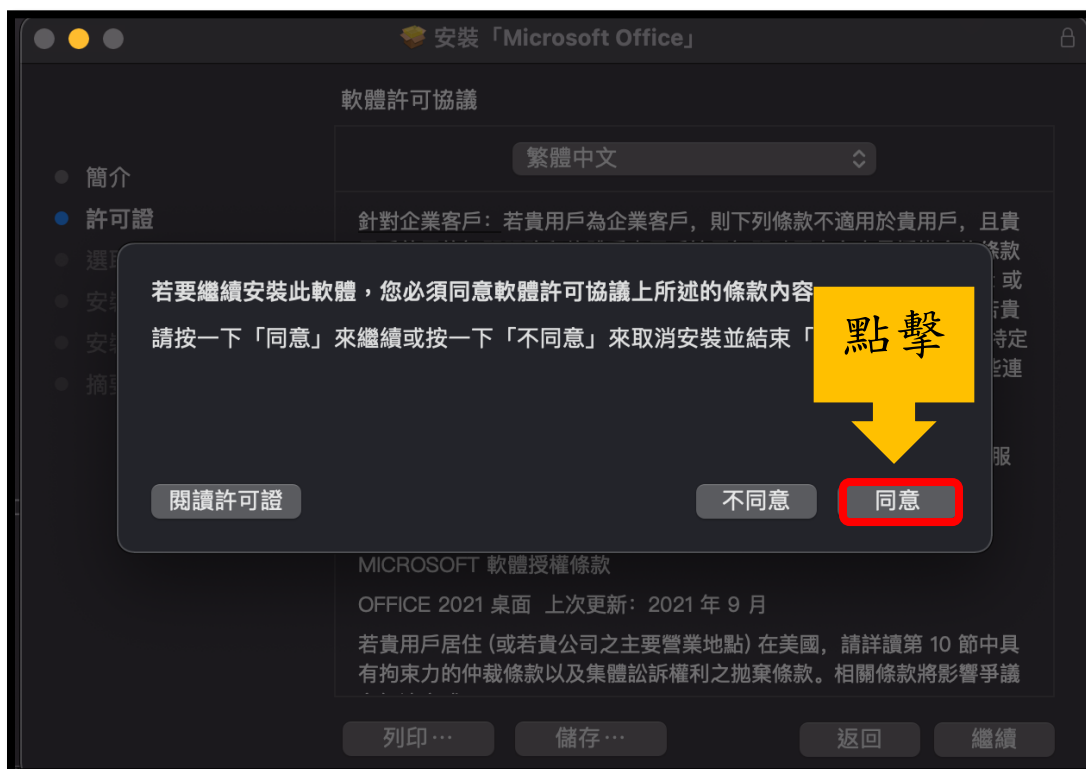 安裝「Microsoft Office」
軟體許可協議
繁體中文
簡介
許可證
針對企業客戶：若貴用戶為企業客戶，則下列條款不適用於貴用戶，且貴
條款
或
貴
特定
些連
服
若要繼續安裝此軟體，您必須同意軟體許可協議上所述的條款內容
請按一下「同意」來繼續或按一下「不同意」來取消安裝並結束「
點擊
閱讀許可證
不同意
同意
MICROSOFT 軟體授權條款
OFFICE 2021 桌面 上次更新：2021 年 9 月
若貴用戶居住 (或若貴公司之主要營業地點) 在美國，請詳讀第 10 節中具
有拘束力的仲裁條款以及集體訟訴權利之拋棄條款。相關條款將影響爭議
列印⋯
儲存⋯
返回
繼續